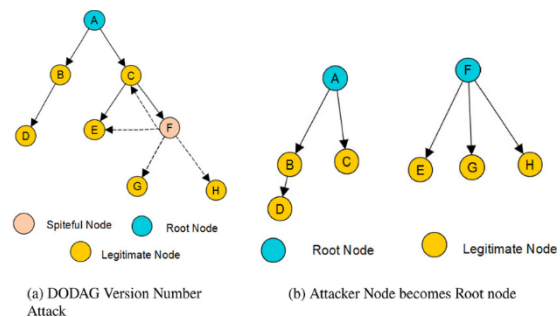 A
B
C
D
E
F
G
H
Spiteful Node
Root Node
Legitimate Node
(a) DODAG Version Number
Attack
A
F
B
C
D
E
G
H
Root Node
Legitimate Node
(b) Attacker Node becomes Root node